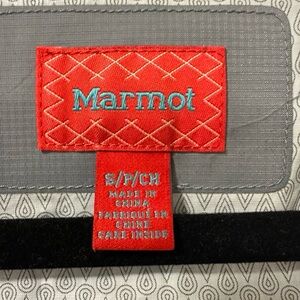 Marmot
S/P/CH
MADE IN
CHINA
FABRIQUÉ EN
CHINE
CARE INSIDE